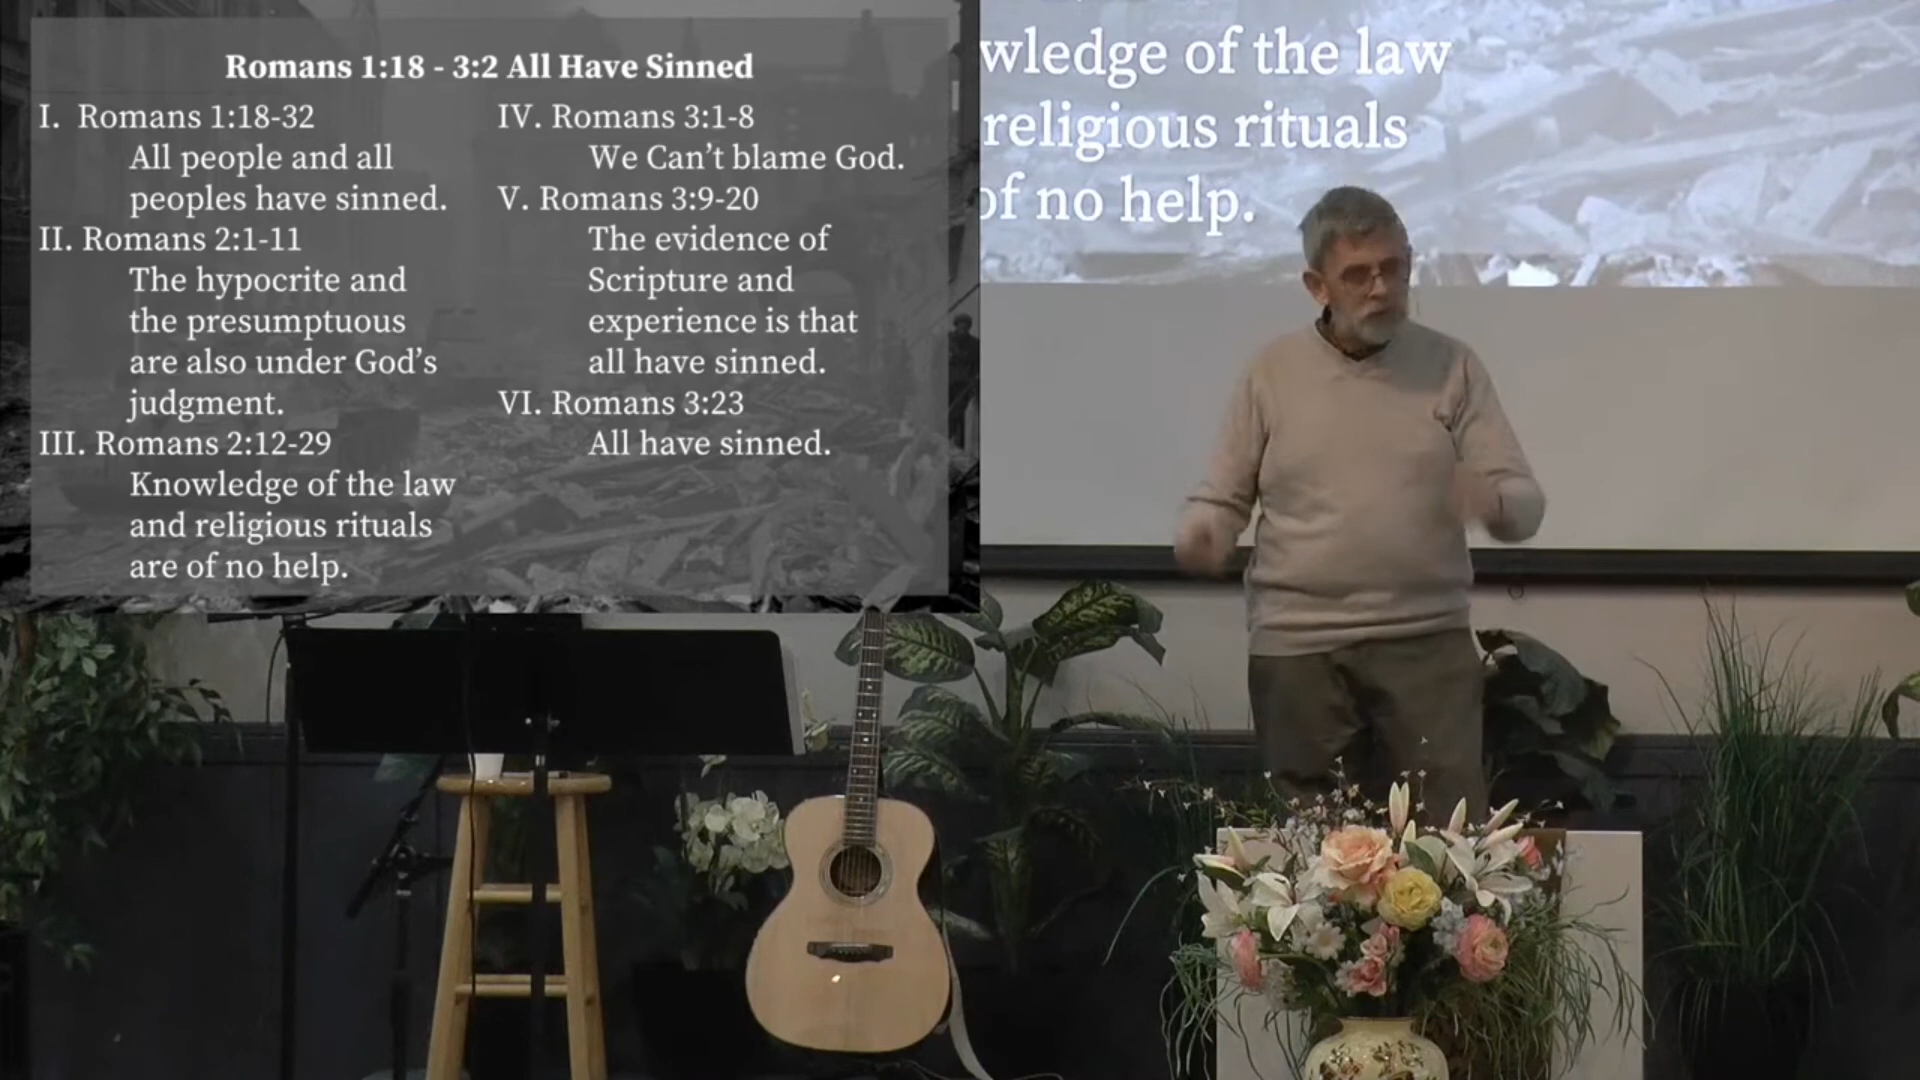 Romans 1:18 - 3:2 All Have Sinned
I. Romans 1:18-32
All people and all
peoples have sinned.
II. Romans 2:1-11
The hypocrite and
the presumptuous
are also under God’s
judgment.
III. Romans 2:12-29
Knowledge of the law
and religious rituals
are of no help.
IV. Romans 3:1-8
We Can’t blame God.
V. Romans 3:9-20
The evidence of
Scripture and
experience is that
all have sinned.
VI. Romans 3:23
All have sinned.
wledge of the law
religious rituals
of no help.